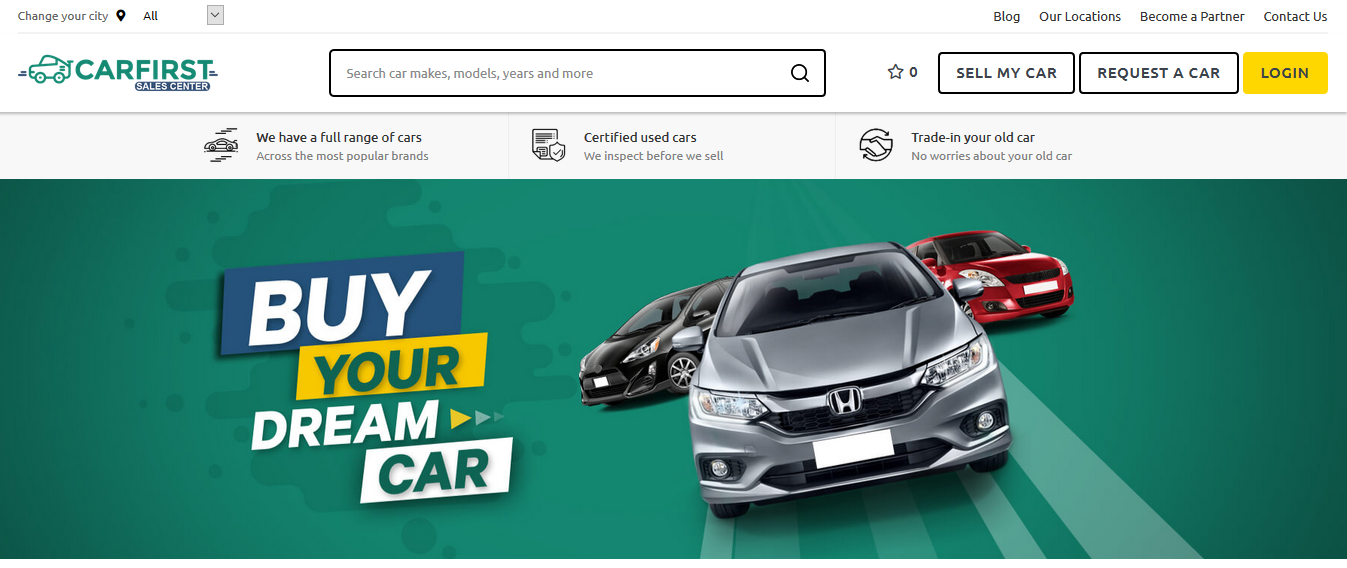 Change your city
All
Blog
Our Locations
Become a Partner
Contact Us
CARFIRST
SALES CENTER
Search car makes, models, years and more
0
SELL MY CAR
REQUEST A CAR
LOGIN
We have a full range of cars
Across the most popular brands
Certified used cars
We inspect before we sell
Trade-in your old car
No worries about your old car
BUY
YOUR
DREAM
CAR